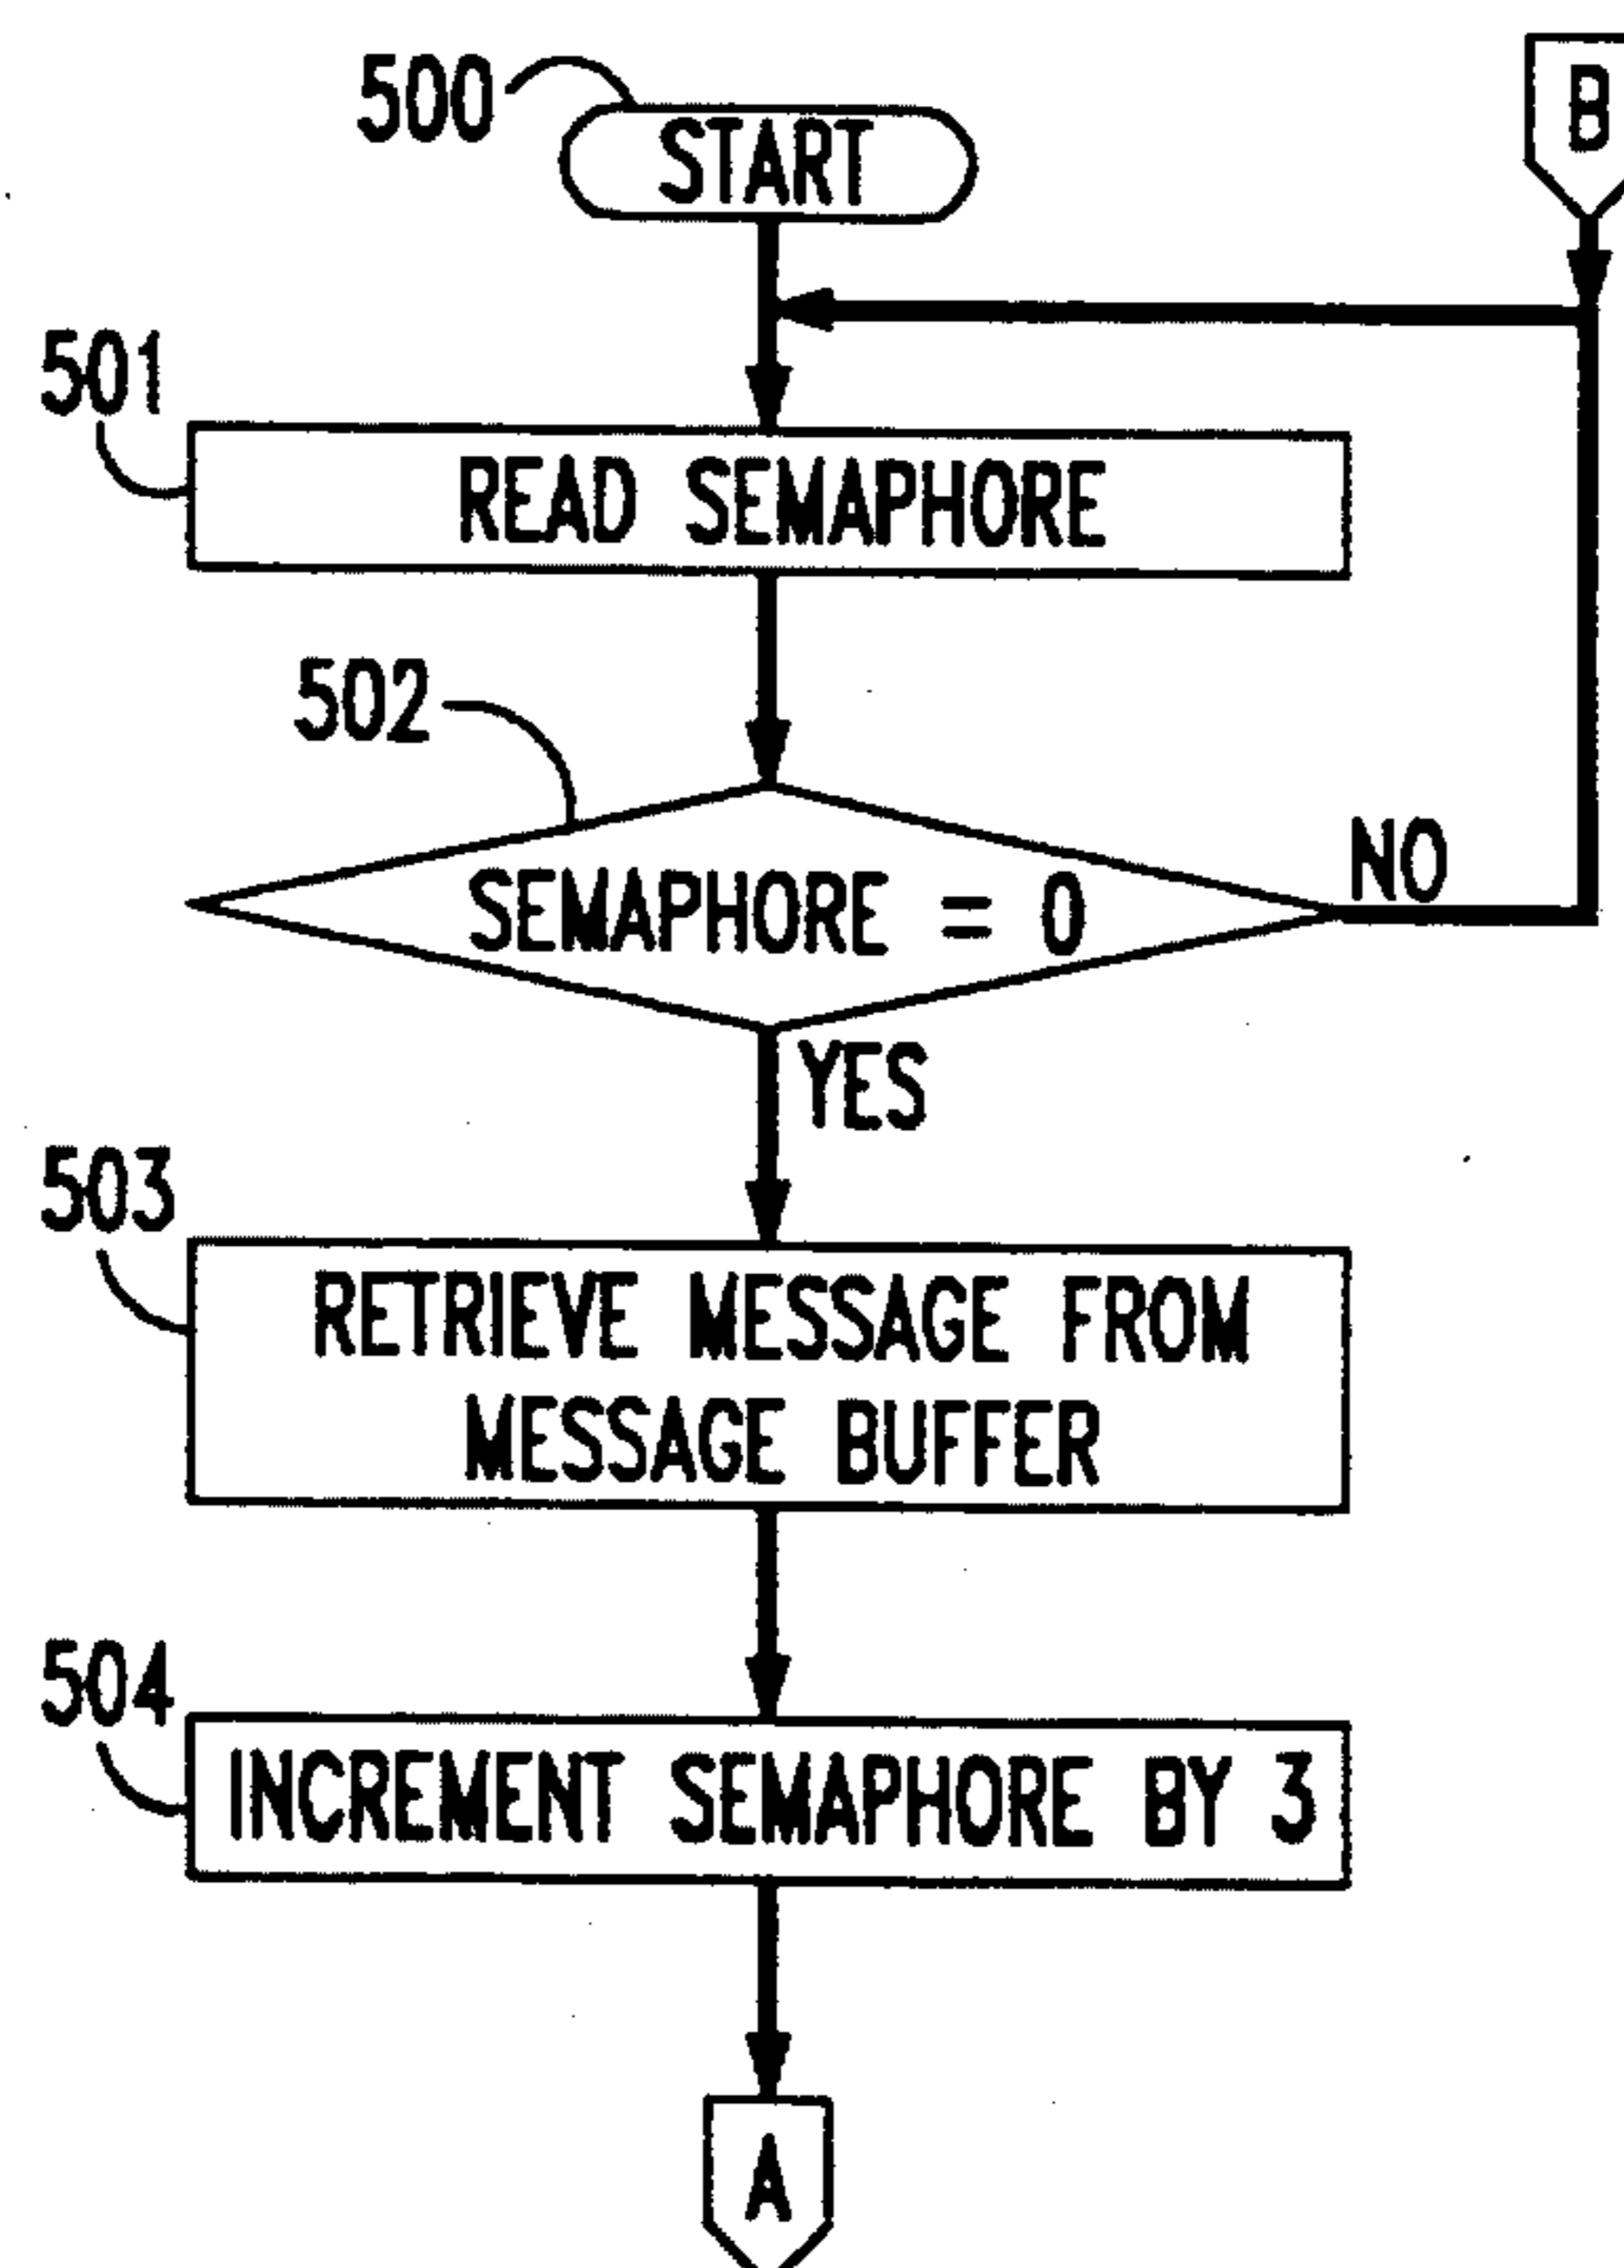 500
START
B
501
READ SEMAPHORE
502
SEMAPHORE = 0
NO
YES
503
RETRIEVE MESSAGE FROM
MESSAGE BUFFER
504
INCREMENT SEMAPHORE BY 3
A